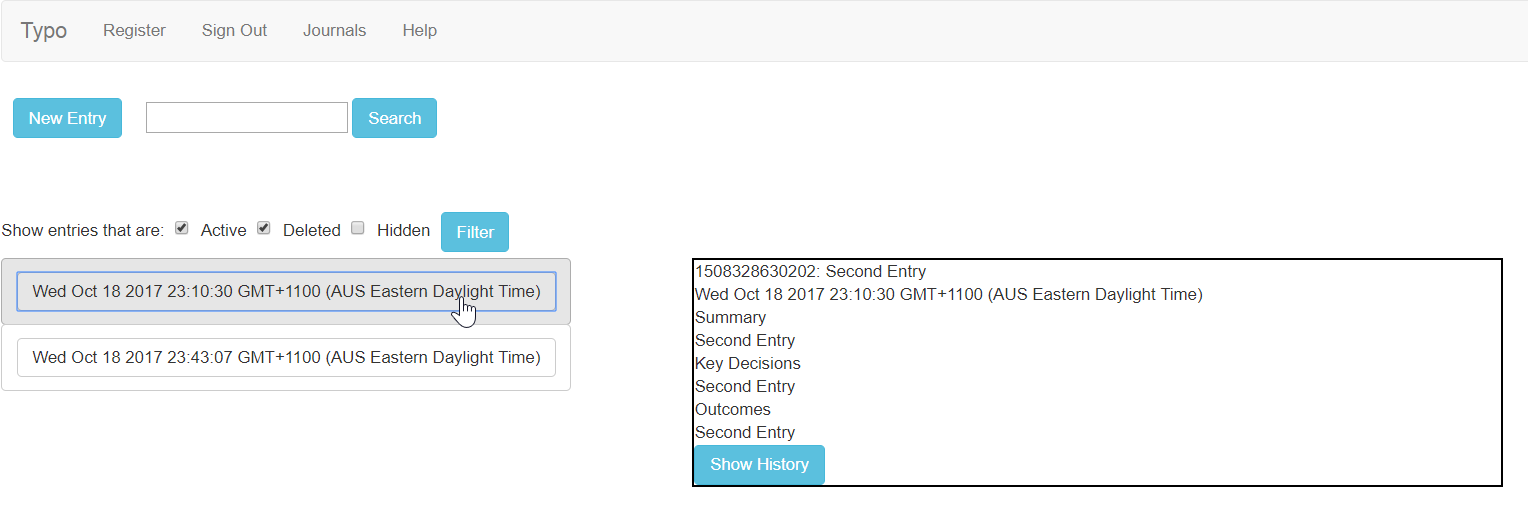 Typo Register Sign Out Journals Help
New Entry Search
Show entries that are: Active Deleted Hidden Filter
Wed Oct 18 2017 23:10:30 GMT+1100 (AUS Eastern Daylight Time)
Wed Oct 18 2017 23:43:07 GMT+1100 (AUS Eastern Daylight Time)
1508328630202: Second Entry
Wed Oct 18 2017 23:10:30 GMT+1100 (AUS Eastern Daylight Time)
Summary
Second Entry
Key Decisions
Second Entry
Outcomes
Second Entry
Show History